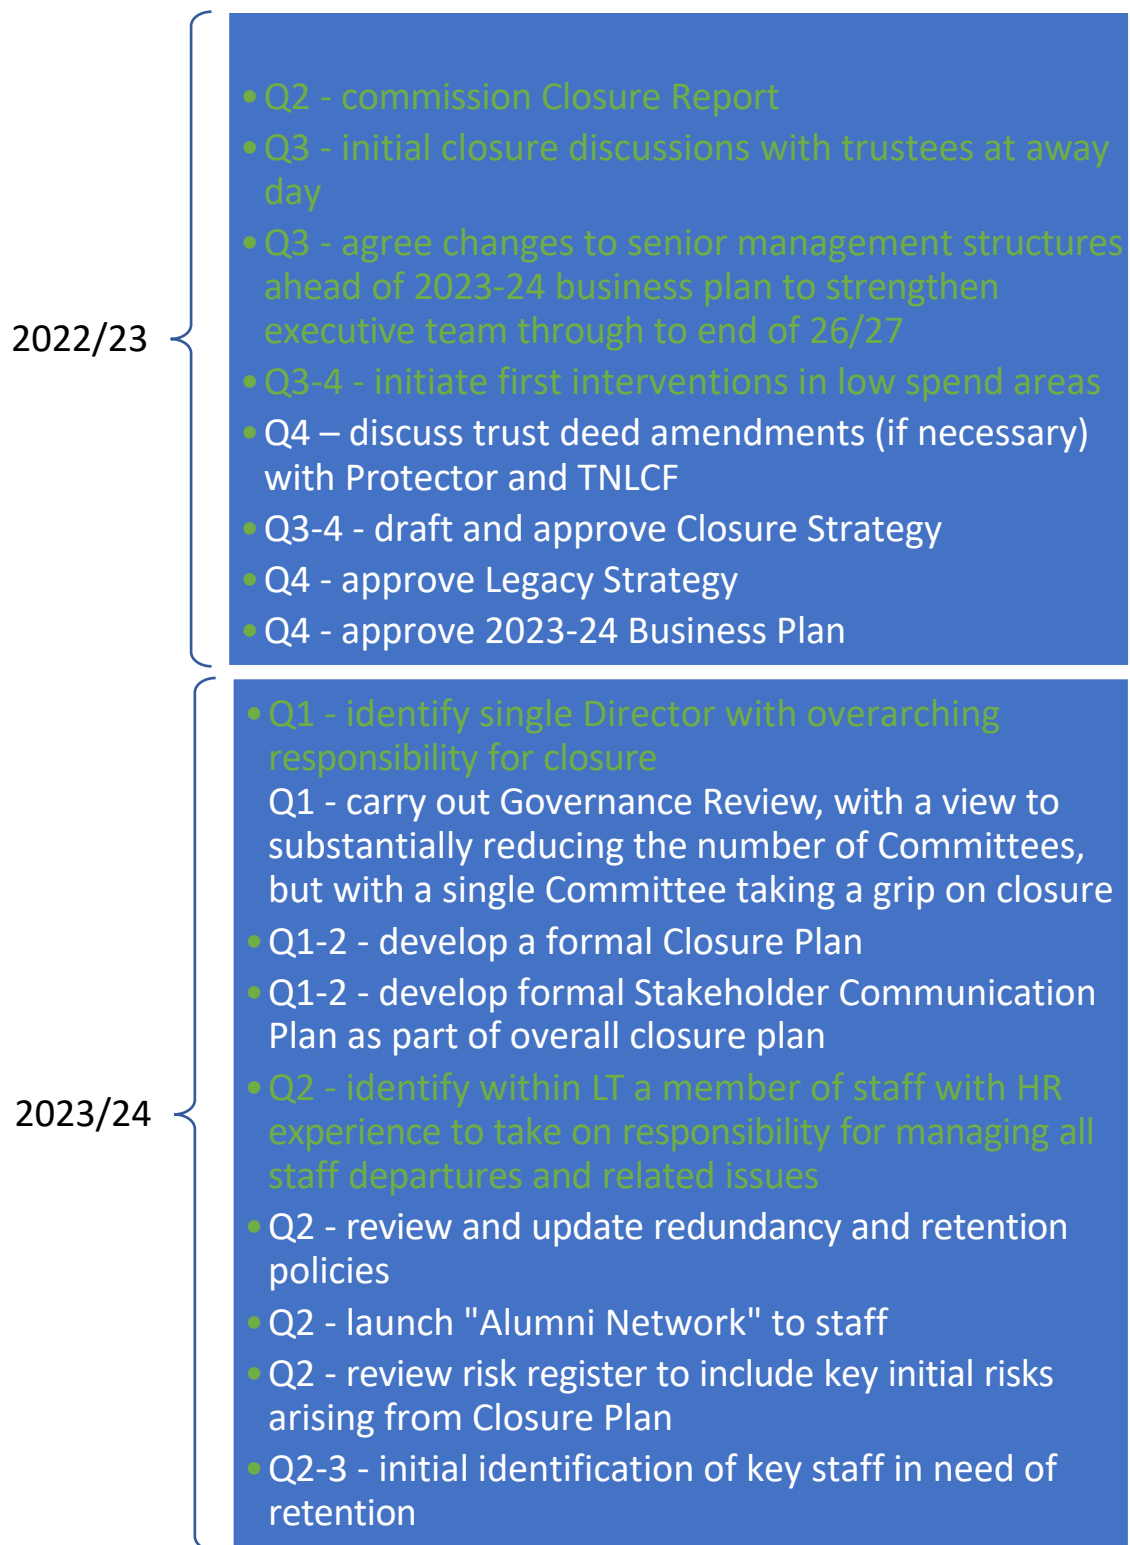 • Q2 - commission Closure Report
• Q3 - initial closure discussions with trustees at away
day
• Q3 - agree changes to senior management structures
ahead of 2023-24 business plan to strengthen
executive team through to end of 26/27
2022/23
• Q3-4 - initiate first interventions in low spend areas
• Q4 – discuss trust deed amendments (if necessary)
with Protector and TNLCF
• Q3-4 - draft and approve Closure Strategy
• Q4 - approve Legacy Strategy
• Q4 - approve 2023-24 Business Plan
• Q1 - identify single Director with overarching
responsibility for closure
Q1 - carry out Governance Review, with a view to
substantially reducing the number of Committees,
but with a single Committee taking a grip on closure
• Q1-2 - develop a formal Closure Plan
• Q1-2 - develop formal Stakeholder Communication
Plan as part of overall closure plan
• Q2 - identify within LT a member of staff with HR
2023/24
experience to take on responsibility for managing all
staff departures and related issues
• Q2 - review and update redundancy and retention
policies
• Q2 - launch "Alumni Network" to staff
• Q2 - review risk register to include key initial risks
arising from Closure Plan
• Q2-3 - initial identification of key staff in need of
retention